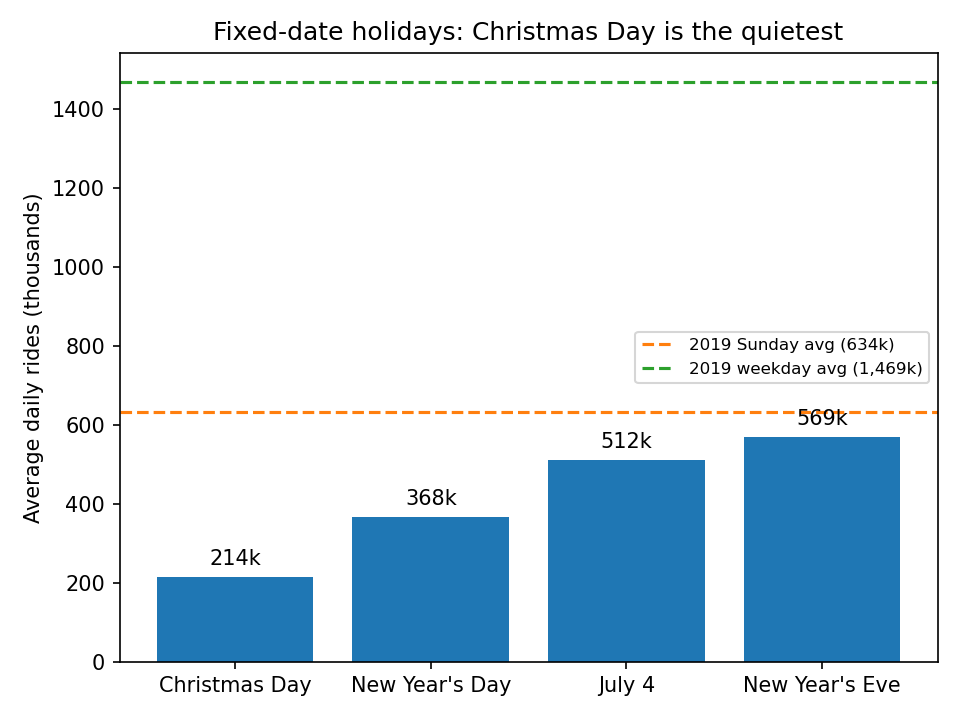 Fixed-date holidays: Christmas Day is the quietest
Average daily rides (thousands)
1400
1200
1000
800
600
400
200
0
2019 Sunday avg (634k)
2019 weekday avg (1,469k)
214k
368k
512k
569k
Christmas Day
New Year's Day
July 4
New Year's Eve